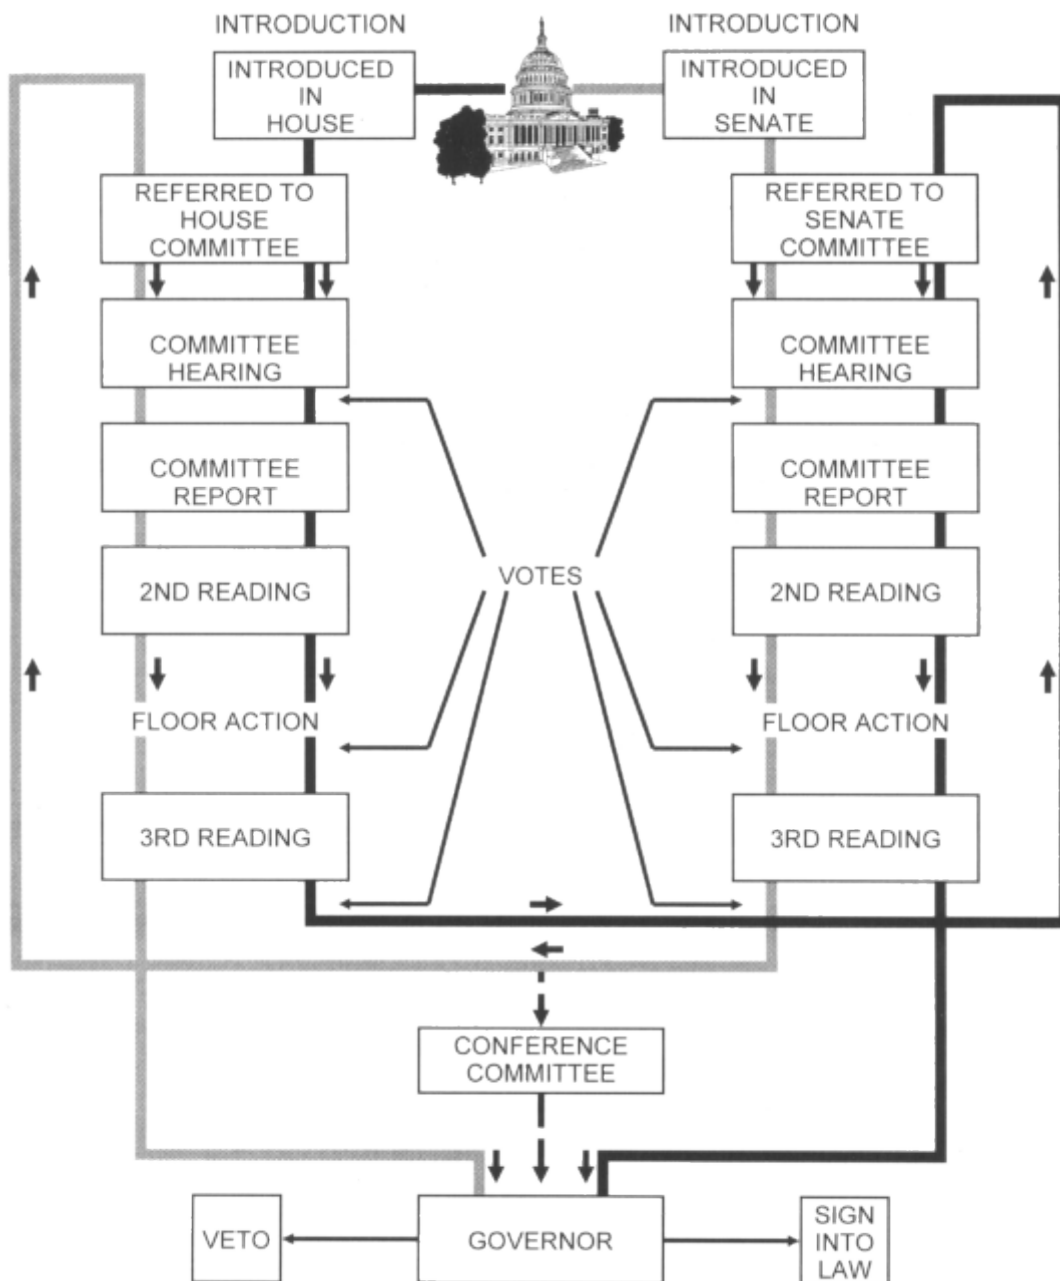 INTRODUCTION
INTRODUCTION
INTRODUCED
IN
HOUSE
INTRODUCED
IN
SENATE
REFERRED TO
HOUSE
COMMITTEE
REFERRED TO
SENATE
COMMITTEE
COMMITTEE
HEARING
COMMITTEE
HEARING
COMMITTEE
REPORT
COMMITTEE
REPORT
2ND READING
VOTES
2ND READING
FLOOR ACTION
FLOOR ACTION
3RD READING
3RD READING
CONFERENCE
COMMITTEE
VETO
GOVERNOR
SIGN
INTO
LAW